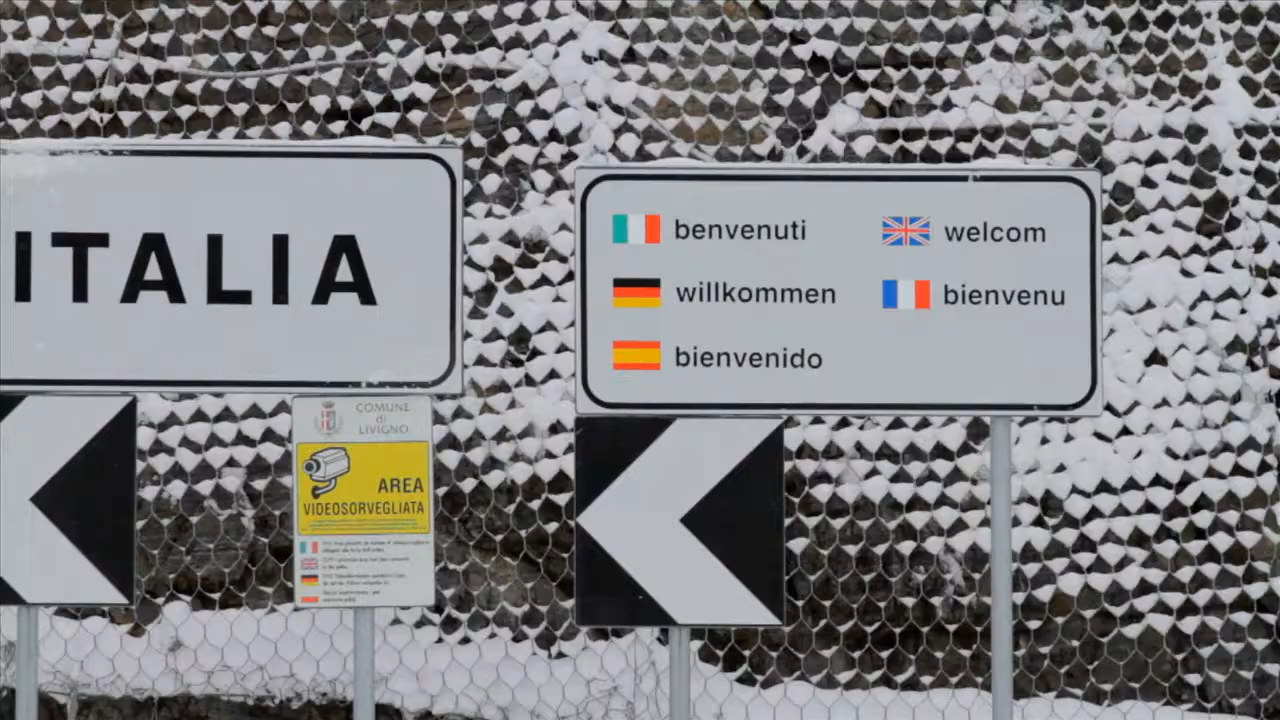 ITALIA
benvenuti
welcom
willkommen
bienvenu
bienvenido
COMUNE
di
LIVIGNO
AREA
VIDEOSORVEGLIATA